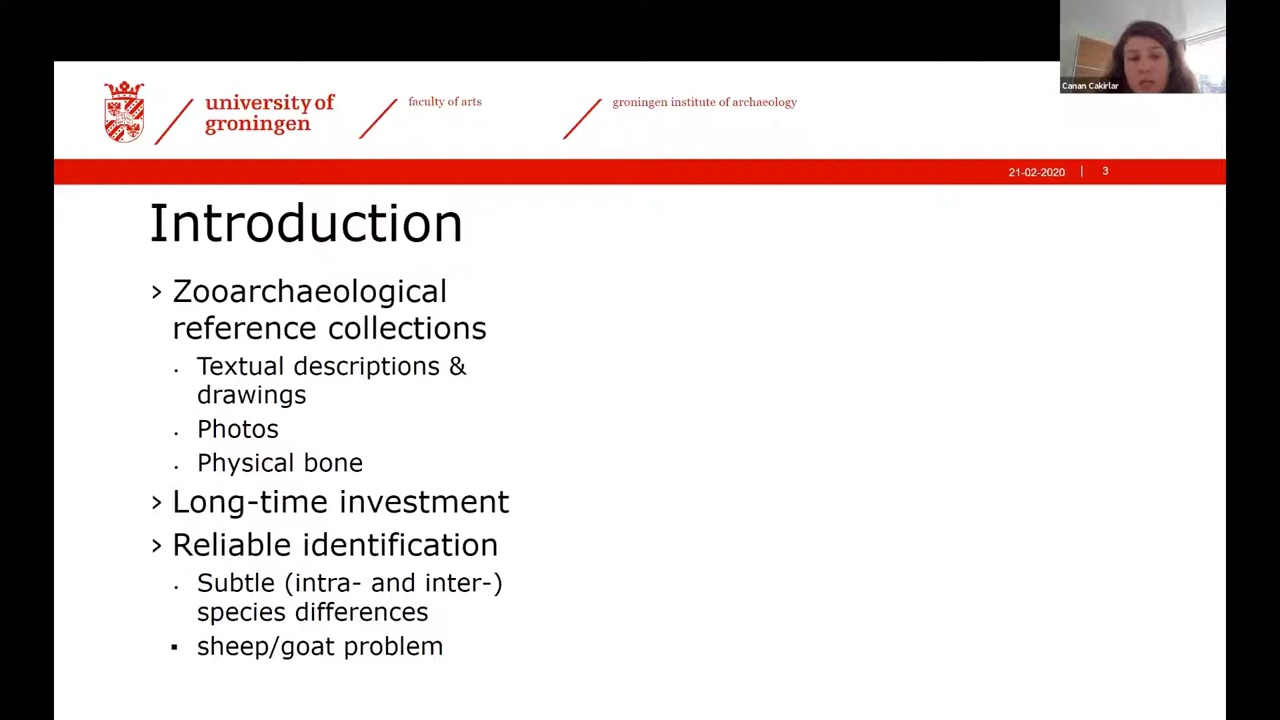 Canan Cakirlar
university of
groningen
faculty of arts
groningen institute of archaeology
21-02-2020 | 3
Introduction
› Zooarchaeological
reference collections
· Textual descriptions &
drawings
· Photos
· Physical bone
› Long-time investment
› Reliable identification
· Subtle (intra- and inter-)
species differences
▪ sheep/goat problem